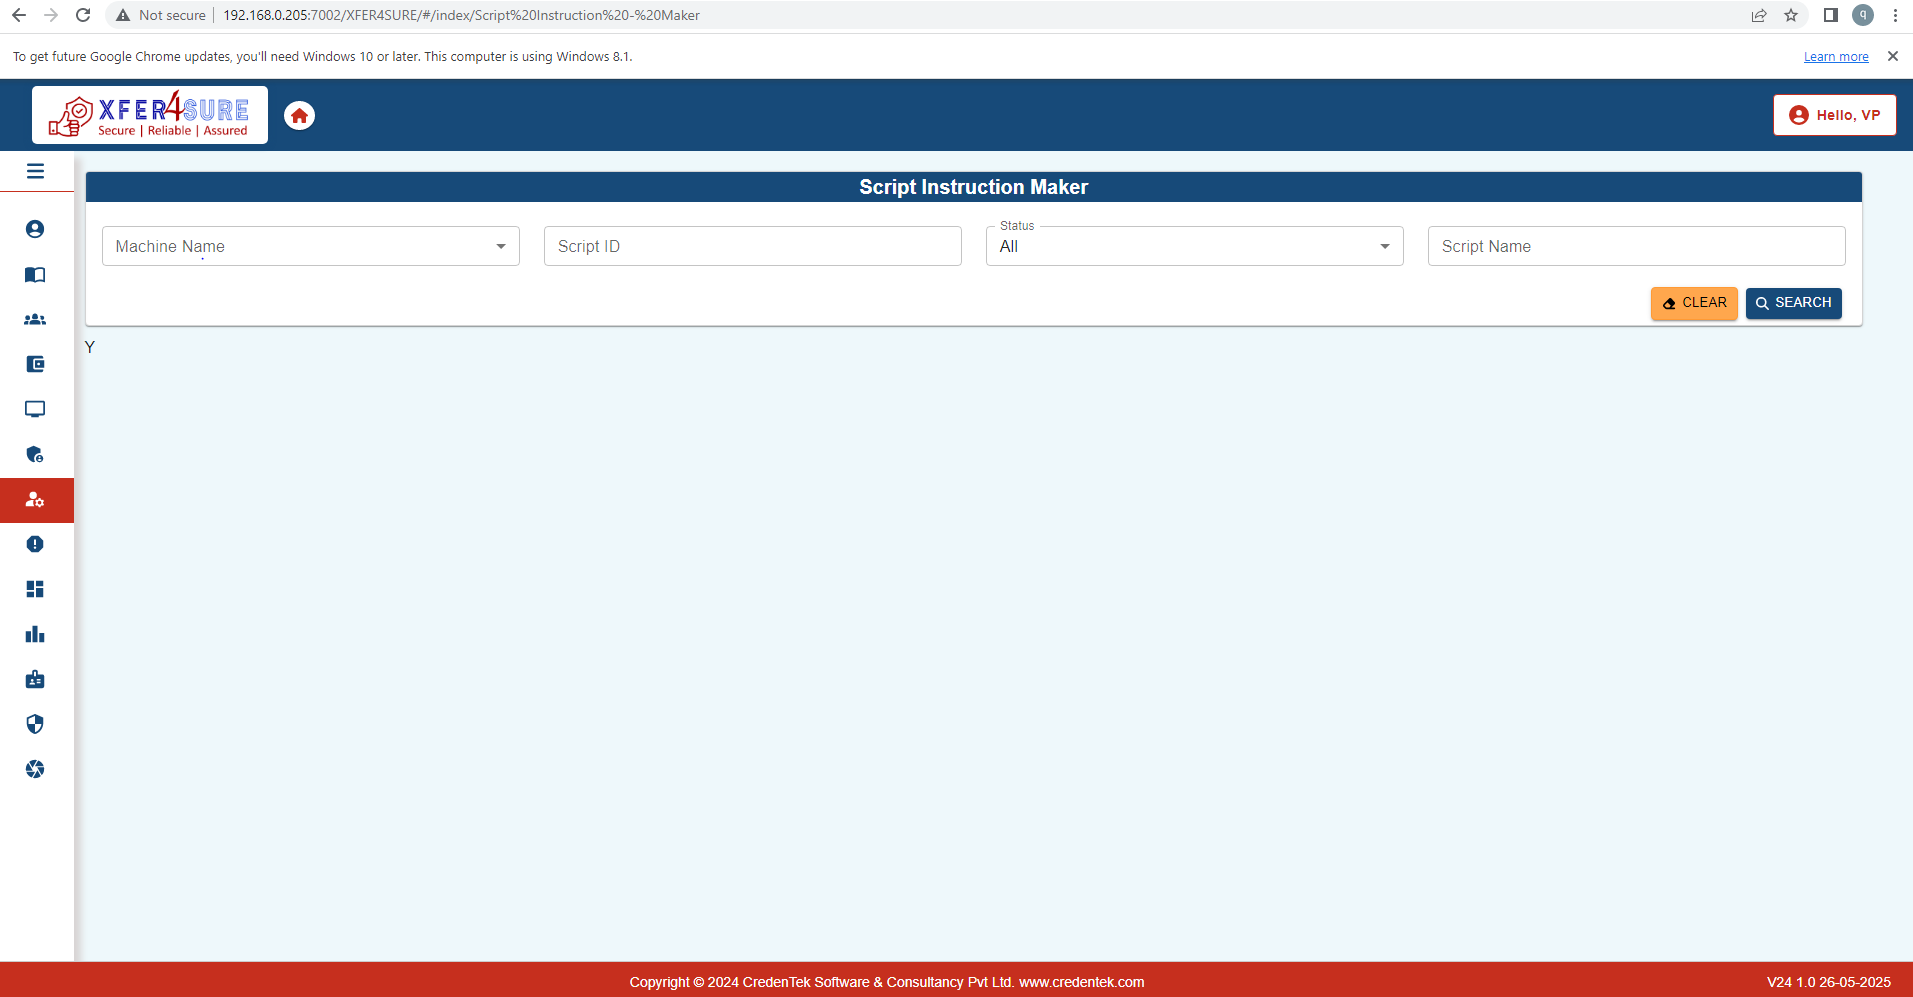 Not secure 192.168.0.205:7002/XFER4SURE/#/index/Script%20Instruction%20-%20Maker
q
To get future Google Chrome updates, you'll need Windows 10 or later. This computer is using Windows 8.1.
Learn more
XFER4SURE
Secure | Reliable | Assured
Hello, VP
Script Instruction Maker
Status
Machine Name
Script ID
All
Script Name
CLEAR
SEARCH
Y
Copyright © 2024 CredenTek Software & Consultancy Pvt Ltd. www.credentek.com
V24 1.0 26-05-2025